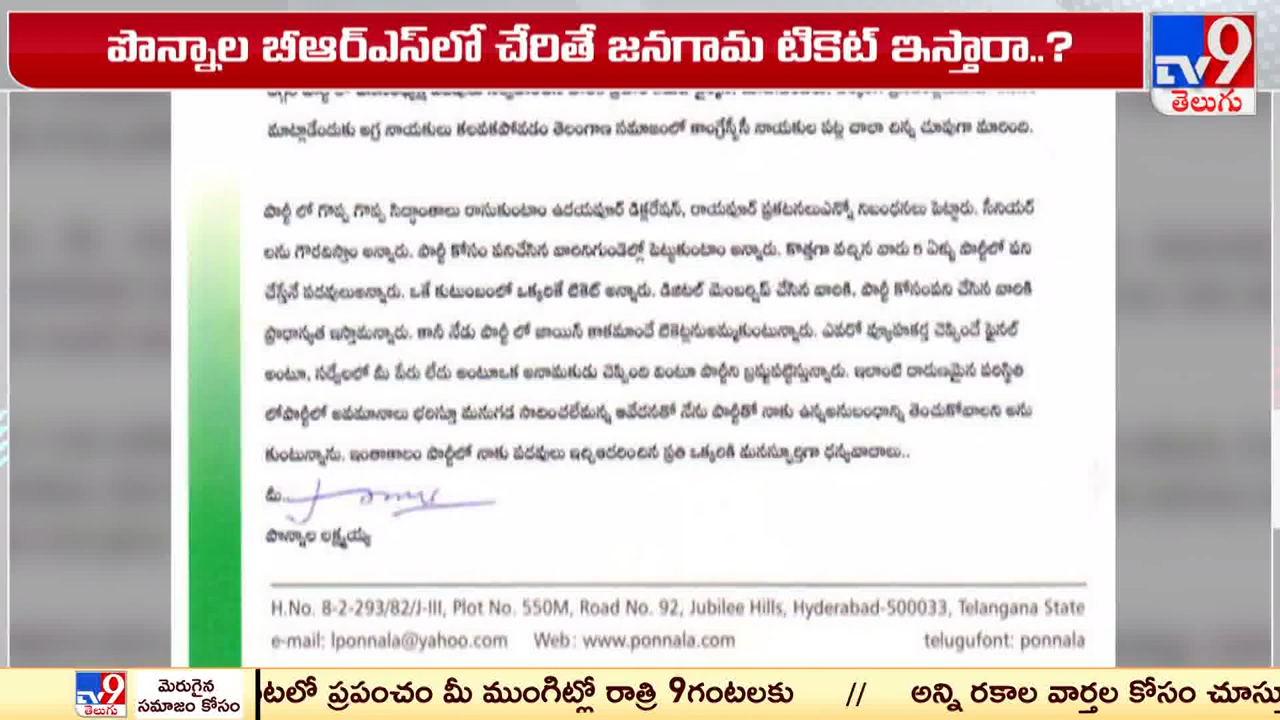 పొన్నాల బీఆర్ఎస్‌లో చేరితే జనగామ టికెట్ ఇస్తారా..?
TV9
తెలుగు
మాట్లాడేందుకు అగ్ర నాయకులు కలవకపోవడం తెలంగాణ సమాజంలో కాంగ్రేస్బీసీ నాయకుల పట్ల చాలా చిన్న చూపుగా మారింది.
పార్టీ లో గొప్ప గొప్ప సిద్ధాంతాలు రాసుకుంటాం ఉదయపూర్ డిక్లరేషన్, రాయపూర్ ప్రకటనలుఎన్నో నిబంధనలు పెట్టారు. సీనియర్
లను గౌరవిస్తాం అన్నారు. పార్టీ కోసం పనిచేసిన వారినిగుండెల్లో పెట్టుకుంటాం అన్నారు. కొత్తగా వచ్చిన వారు 5 ఏళ్ళు పార్టీలో పని
చేస్తేనే పదవులుఅన్నారు. ఒకే కుటుంబంలో ఒక్కరికే టికెట్ అన్నారు. డిజిటల్ మెంబర్షిప్ చేసిన వారికి, పార్టీ కోసంపని చేసిన వారికి
ప్రాధాన్యత ఇస్తామన్నారు. కానీ నేడు పార్టీ లో జాయిన్ కాకమాందే టికెట్లనుఅమ్ముకుంటున్నారు. ఎవరో వ్యూహకర్త చెప్పిందే ఫైనల్
అంటూ, సర్వేలలో మీ పేరు లేదు అంటూఒక అనామకుడు చెప్పింది వింటూ పార్టీని భ్రష్టుపట్టిస్తున్నారు. ఇలాంటి దారుణమైన పరిస్థితి
లోపార్టీలో అవమానాలు భరిస్తూ మనుగడ సాదించలేమన్న ఆవేదనతో నేను పార్టీతో నాకు ఉన్నఅనుబంధాన్ని తెంచుకోవాలని అను
కుంటున్నాను. ఇంతాకాలం పార్టీలో నాకు పదవులు ఇచ్చిఆదరించిన ప్రతి ఒక్కరికి మనస్ఫూర్తిగా ధన్యవాదాలు..
మీ..
పొన్నాల లక్ష్మయ్య
H.No. 8-2-293/82/J-III, Plot No. 550M, Road No. 92, Jubilee Hills, Hyderabad-500033, Telangana State
e-mail: lponnala@yahoo.com Web: www.ponnala.com telugufont: ponnala
TV9
తెలుగు
మెరుగైన
సమాజం కోసం
ప్రపంచం మీ ముంగిట్లో రాత్రి 9గంటలకు // అన్ని రకాల వార్తల కోసం